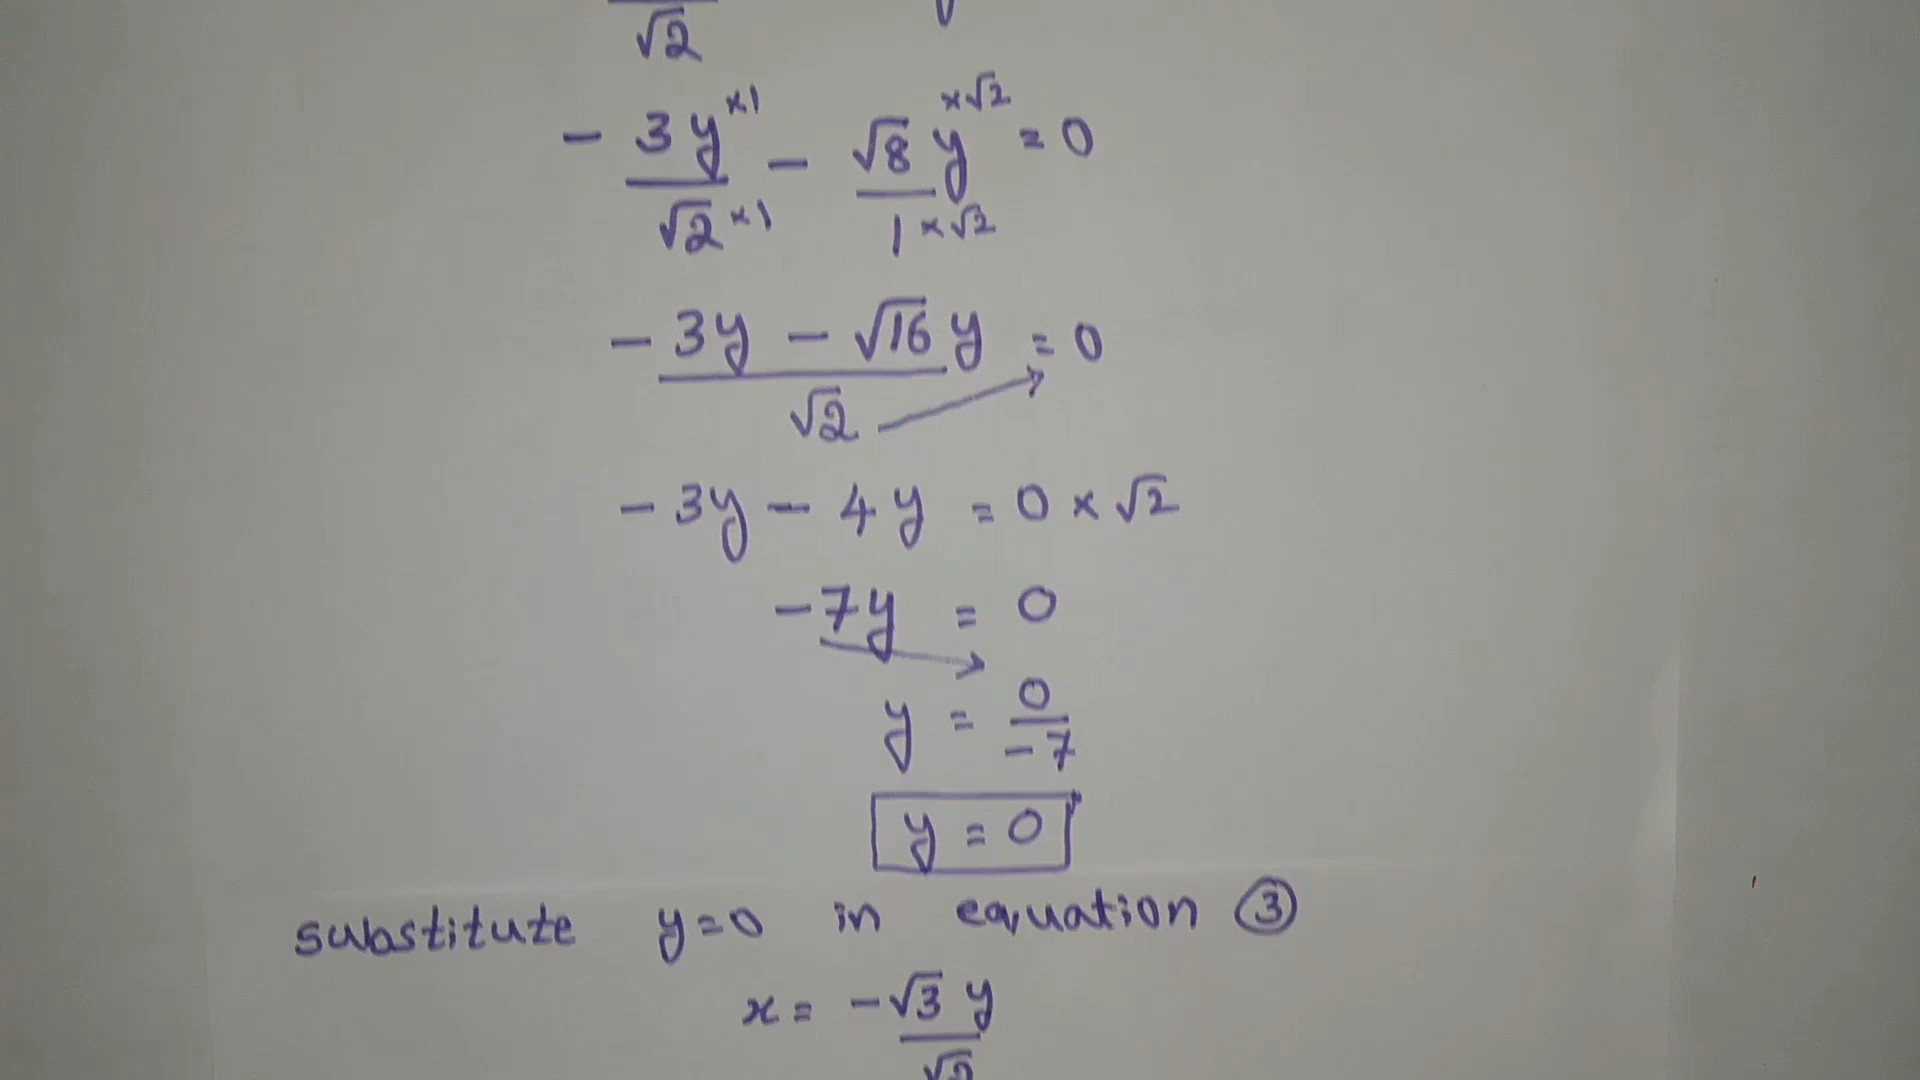 √2
- 3y ×1 / √2 ×1 - √8 y ×√2 / 1 ×√2 = 0
- 3y - √16 y / √2 = 0
- 3y - 4y = 0 × √2
-7y = 0
y = 0 / -7
y = 0
substitute y=0 in equation ③
x = -√3 y / √2